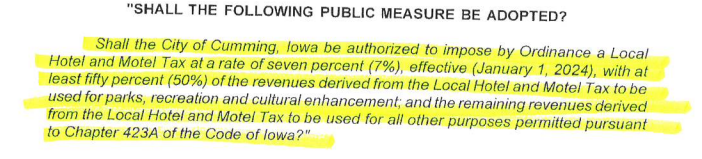 "SHALL THE FOLLOWING PUBLIC MEASURE BE ADOPTED?
Shall the City of Cumming, Iowa be authorized to impose by Ordinance a Local
Hotel and Motel Tax at a rate of seven percent (7%), effective (January 1, 2024), with at
least fifty percent (50%) of the revenues derived from the Local Hotel and Motel Tax to be
used for parks, recreation and cultural enhancement; and the remaining revenues derived
from the Local Hotel and Motel Tax to be used for all other purposes permitted pursuant
to Chapter 423A of the Code of Iowa?"